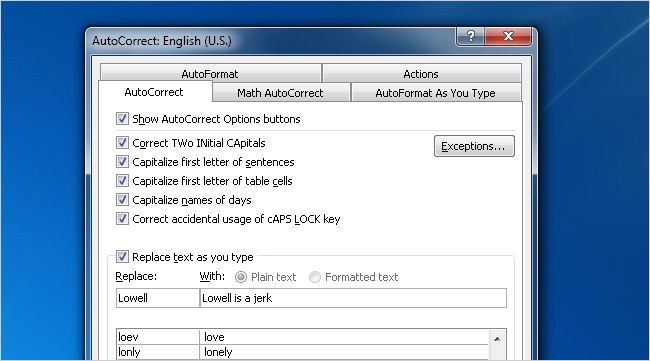 AutoCorrect: English (U.S.)
?
AutoFormat Actions
AutoCorrect Math AutoCorrect AutoFormat As You Type
Show AutoCorrect Options buttons
Correct TWo INitial CApitals
Exceptions...
Capitalize first letter of sentences
Capitalize first letter of table cells
Capitalize names of days
Correct accidental usage of cAPS LOCK key
Replace text as you type
Replace: With: Plain text Formatted text
Lowell Lowell is a jerk
loev love
lonly lonely